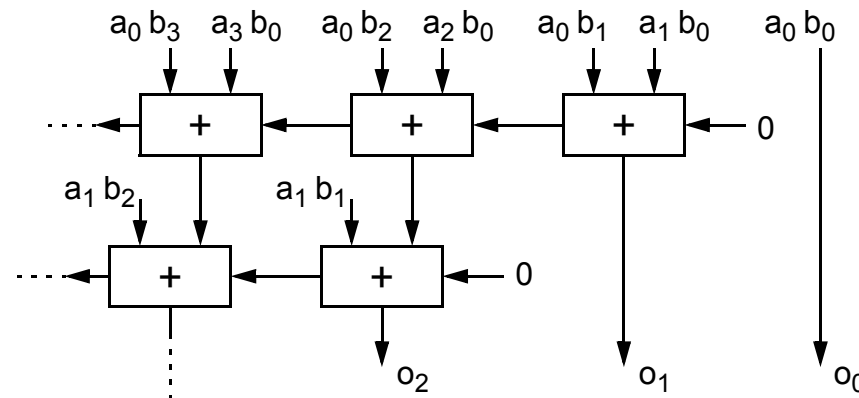 a₀ b₃ a₃ b₀ a₀ b₂ a₂ b₀ a₀ b₁ a₁ b₀ a₀ b₀
+ + + 0
a₁ b₂ a₁ b₁
+ + 0
o₂ o₁ o₀